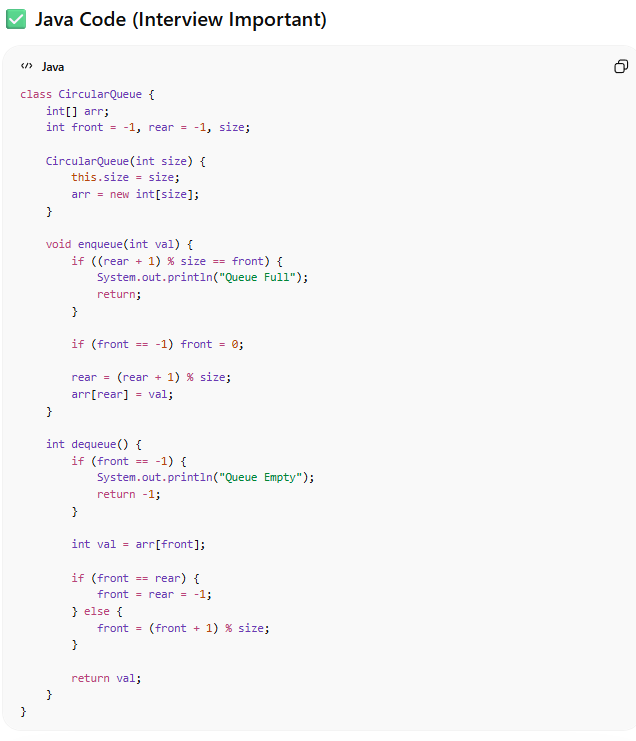 ✅ Java Code (Interview Important)
</> Java
class CircularQueue {
    int[] arr;
    int front = -1, rear = -1, size;

    CircularQueue(int size) {
        this.size = size;
        arr = new int[size];
    }

    void enqueue(int val) {
        if ((rear + 1) % size == front) {
            System.out.println("Queue Full");
            return;
        }

        if (front == -1) front = 0;

        rear = (rear + 1) % size;
        arr[rear] = val;
    }

    int dequeue() {
        if (front == -1) {
            System.out.println("Queue Empty");
            return -1;
        }

        int val = arr[front];

        if (front == rear) {
            front = rear = -1;
        } else {
            front = (front + 1) % size;
        }

        return val;
    }
}